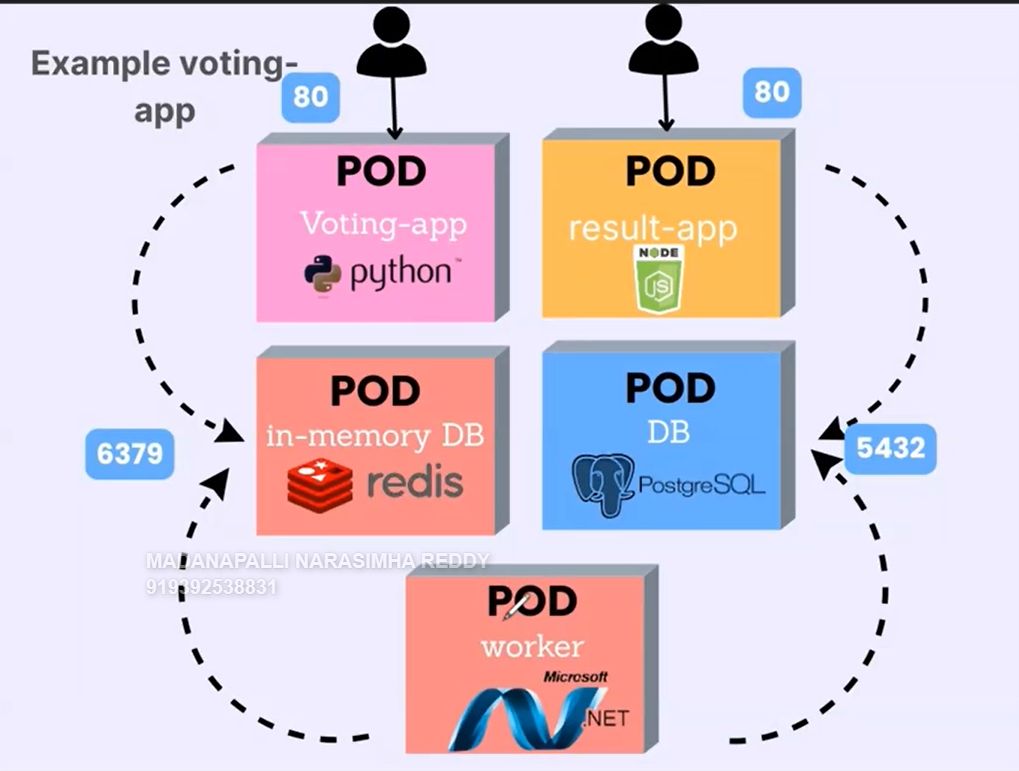 Example voting-
app
80
80
POD
Voting-app
python™
POD
result-app
NODE
JS
POD
in-memory DB
redis
6379
POD
DB
PostgreSQL
5432
MADANAPALLI NARASIMHA REDDY
919392538831
POD
worker
Microsoft
.NET